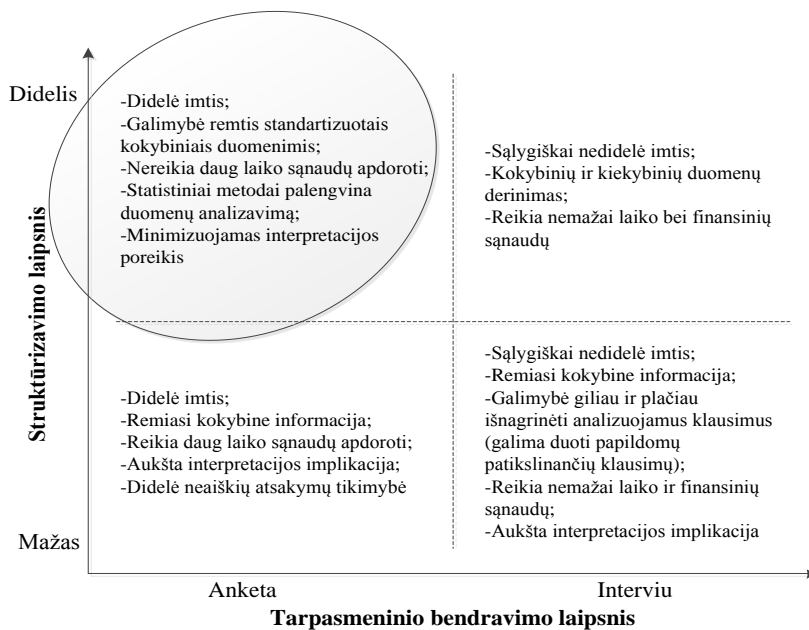 Didelis
-Didelė imtis;
-Galimybė remtis standartizuotais
kokybiniais duomenimis;
-Nereikia daug laiko sąnaudų apdoroti;
-Statistiniai metodai palengvina
duomenų analizavimą;
-Minimizuojamas interpretacijos
poreikis
-Sąlygiškai nedidelė imtis;
-Kokybinių ir kiekybinių duomenų
derinimas;
-Reikia nemažai laiko bei finansinių
sąnaudų
Struktūrizavimo laipsnis
-Didelė imtis;
-Remiasi kokybine informacija;
-Reikia daug laiko sąnaudų apdoroti;
-Aukšta interpretacijos implikacija;
-Didelė neaiškių atsakymų tikimybė
-Sąlygiškai nedidelė imtis;
-Remiasi kokybine informacija;
-Galimybė giliau ir plačiau
išnagrinėti analizuojamus klausimus
(galima duoti papildomų
patikslinančių klausimų);
-Reikia nemažai laiko ir finansinių
sąnaudų;
-Aukšta interpretacijos implikacija
Mažas
Anketa
Interviu
Tarpasmeninio bendravimo laipsnis